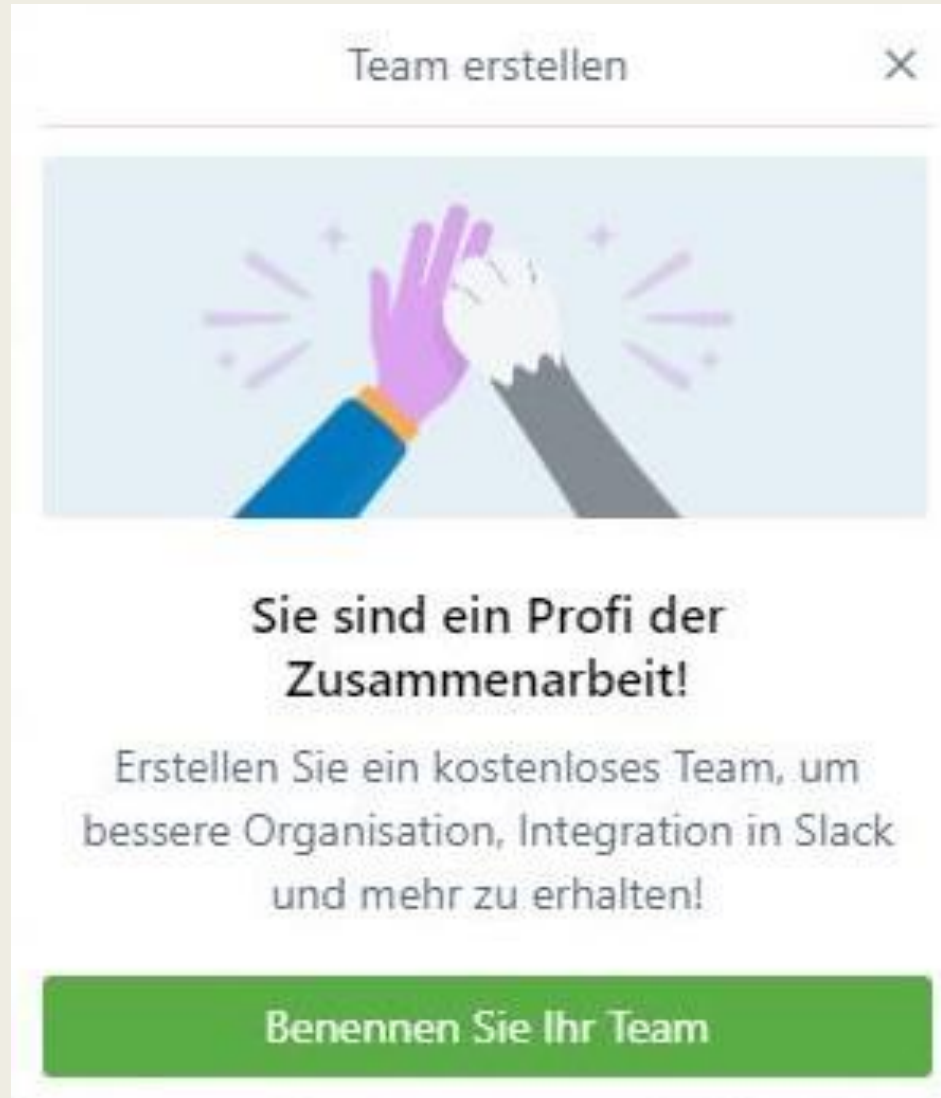 Team erstellen
Sie sind ein Profi der
Zusammenarbeit!
Erstellen Sie ein kostenloses Team, um
bessere Organisation, Integration in Slack
und mehr zu erhalten!
Benennen Sie Ihr Team